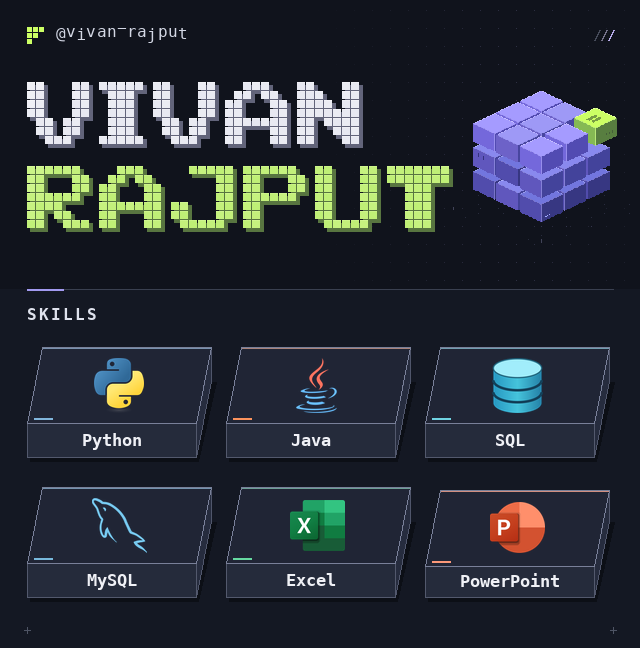 @vivan-rajput
///
VIVAN
RAJPUT
SKILLS
Python
Java
SQL
MySQL
X
Excel
P
PowerPoint